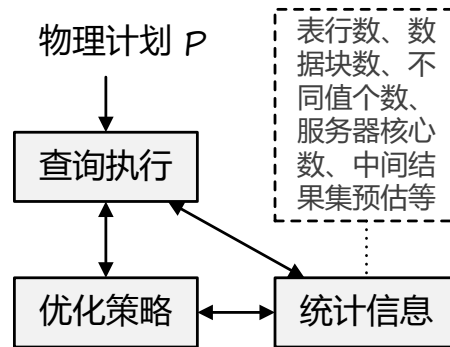 物理计划 P
表行数、数
据块数、不
同值个数、
服务器核心
数、中间结
果集预估等
查询执行
优化策略
统计信息